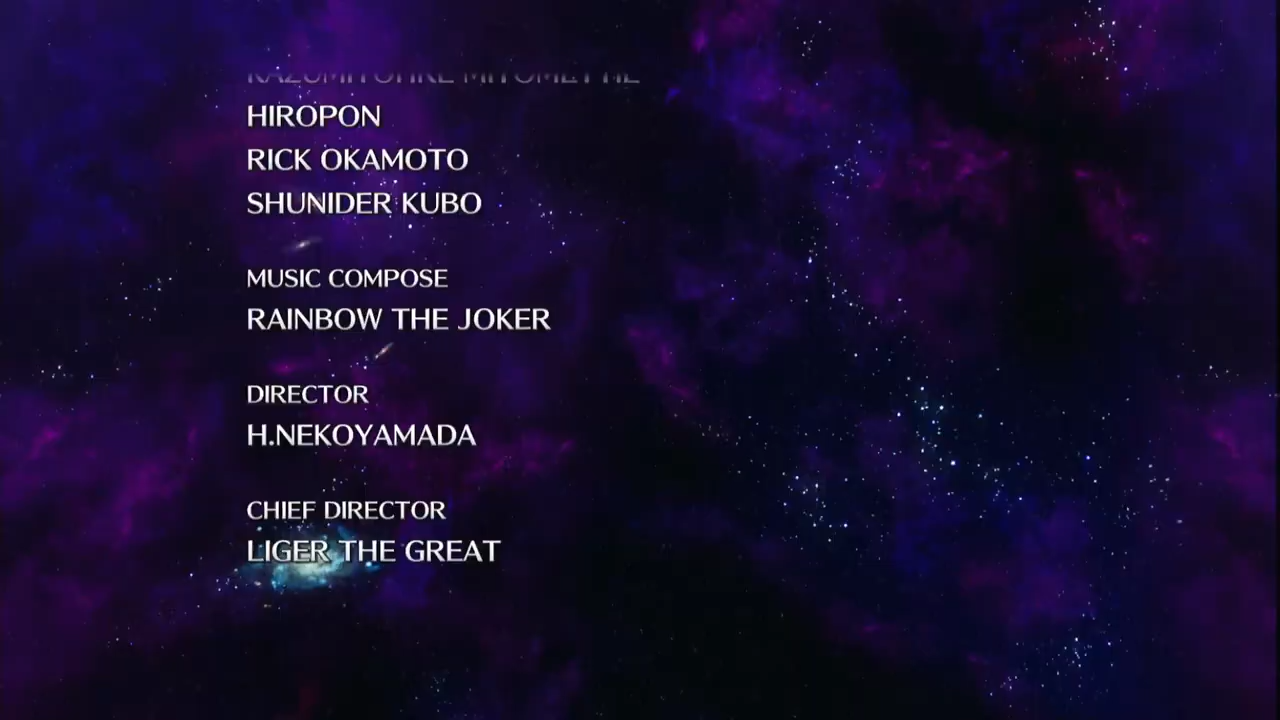 HIROPON
RICK OKAMOTO
SHUNIDER KUBO
MUSIC COMPOSE
RAINBOW THE JOKER
DIRECTOR
H.NEKOYAMADA
CHIEF DIRECTOR
LIGER THE GREAT